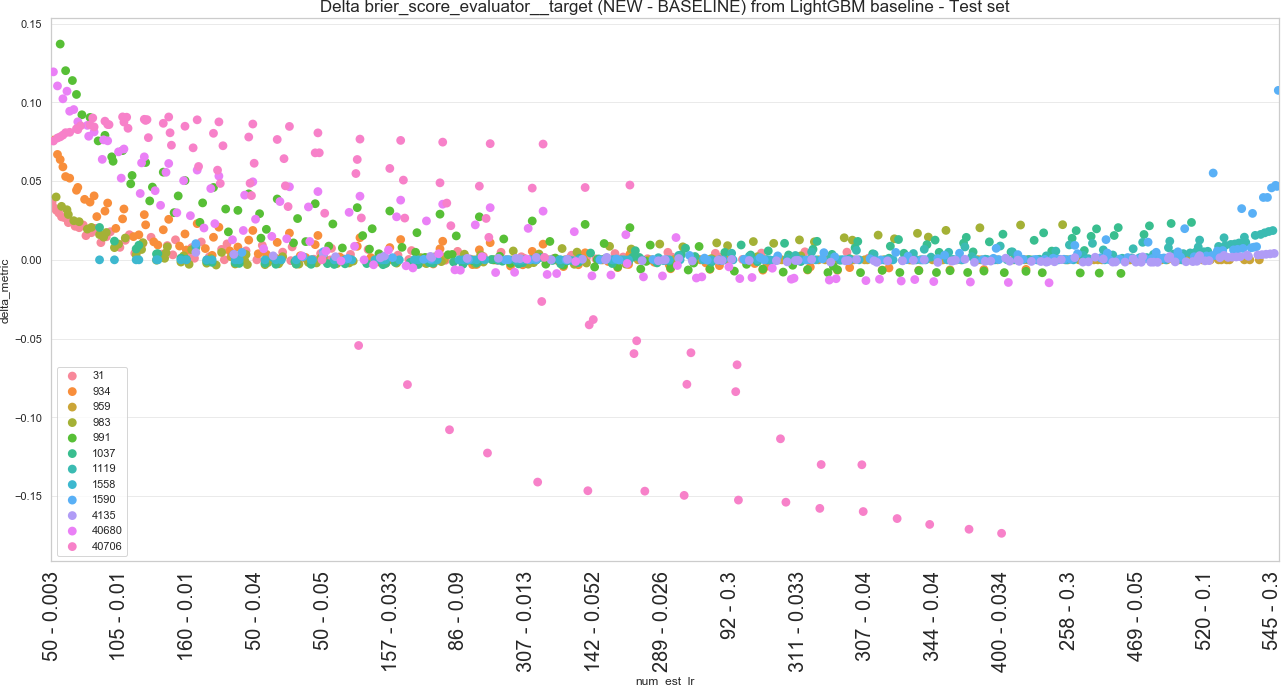 Delta brier_score_evaluator__target (NEW - BASELINE) from LightGBM baseline - Test set
0.15
0.10
0.05
0.00
−0.05
−0.10
−0.15
delta_metric
31
934
959
983
991
1037
1119
1558
1590
4135
40680
40706
50 - 0.003
105 - 0.01
160 - 0.01
50 - 0.04
50 - 0.05
157 - 0.033
86 - 0.09
307 - 0.013
142 - 0.052
289 - 0.026
92 - 0.3
311 - 0.033
307 - 0.04
344 - 0.04
400 - 0.034
258 - 0.3
469 - 0.05
520 - 0.1
545 - 0.3
num_est_lr